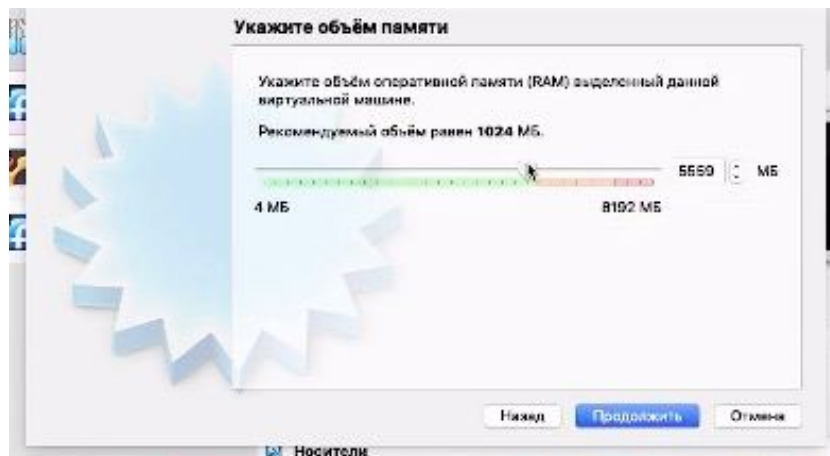 Укажите объём памяти
Укажите объём оперативной памяти (RAM) выделенный данной
виртуальной машине.
Рекомендуемый объём равен 1024 МБ.
5559 МБ
4 МБ 8192 МБ
Назад Продолжить Отмена
Носители